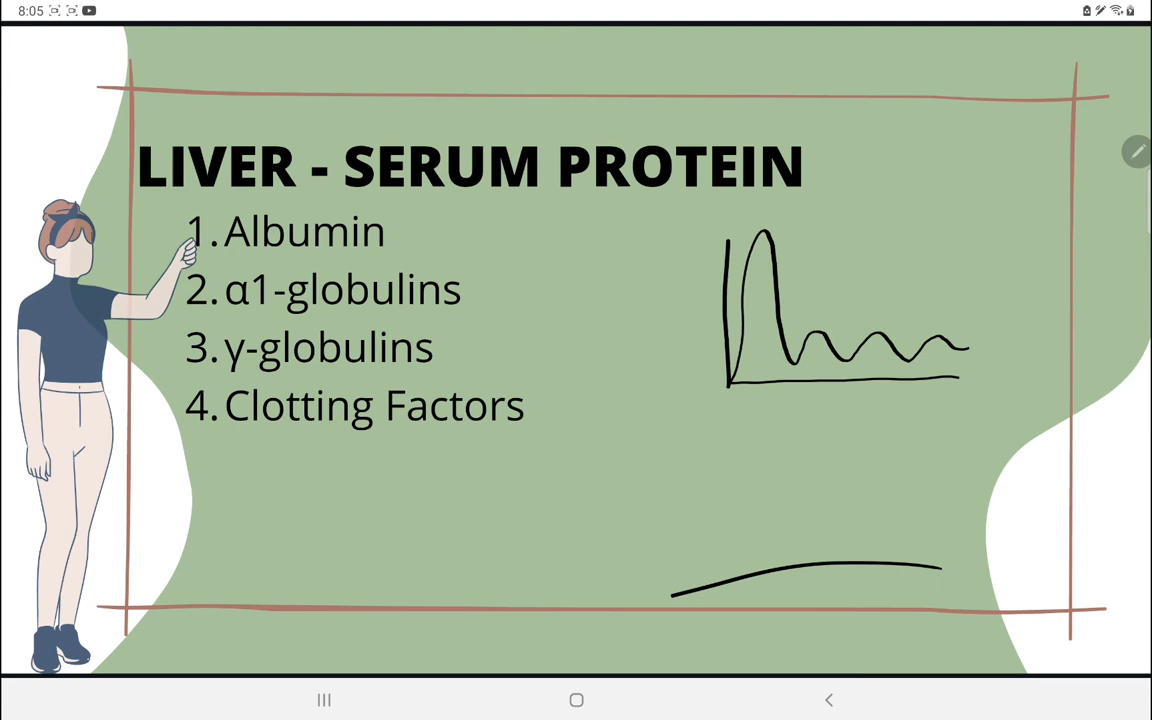 8:05
LIVER - SERUM PROTEIN
1. Albumin
2. α1-globulins
3. γ-globulins
4. Clotting Factors